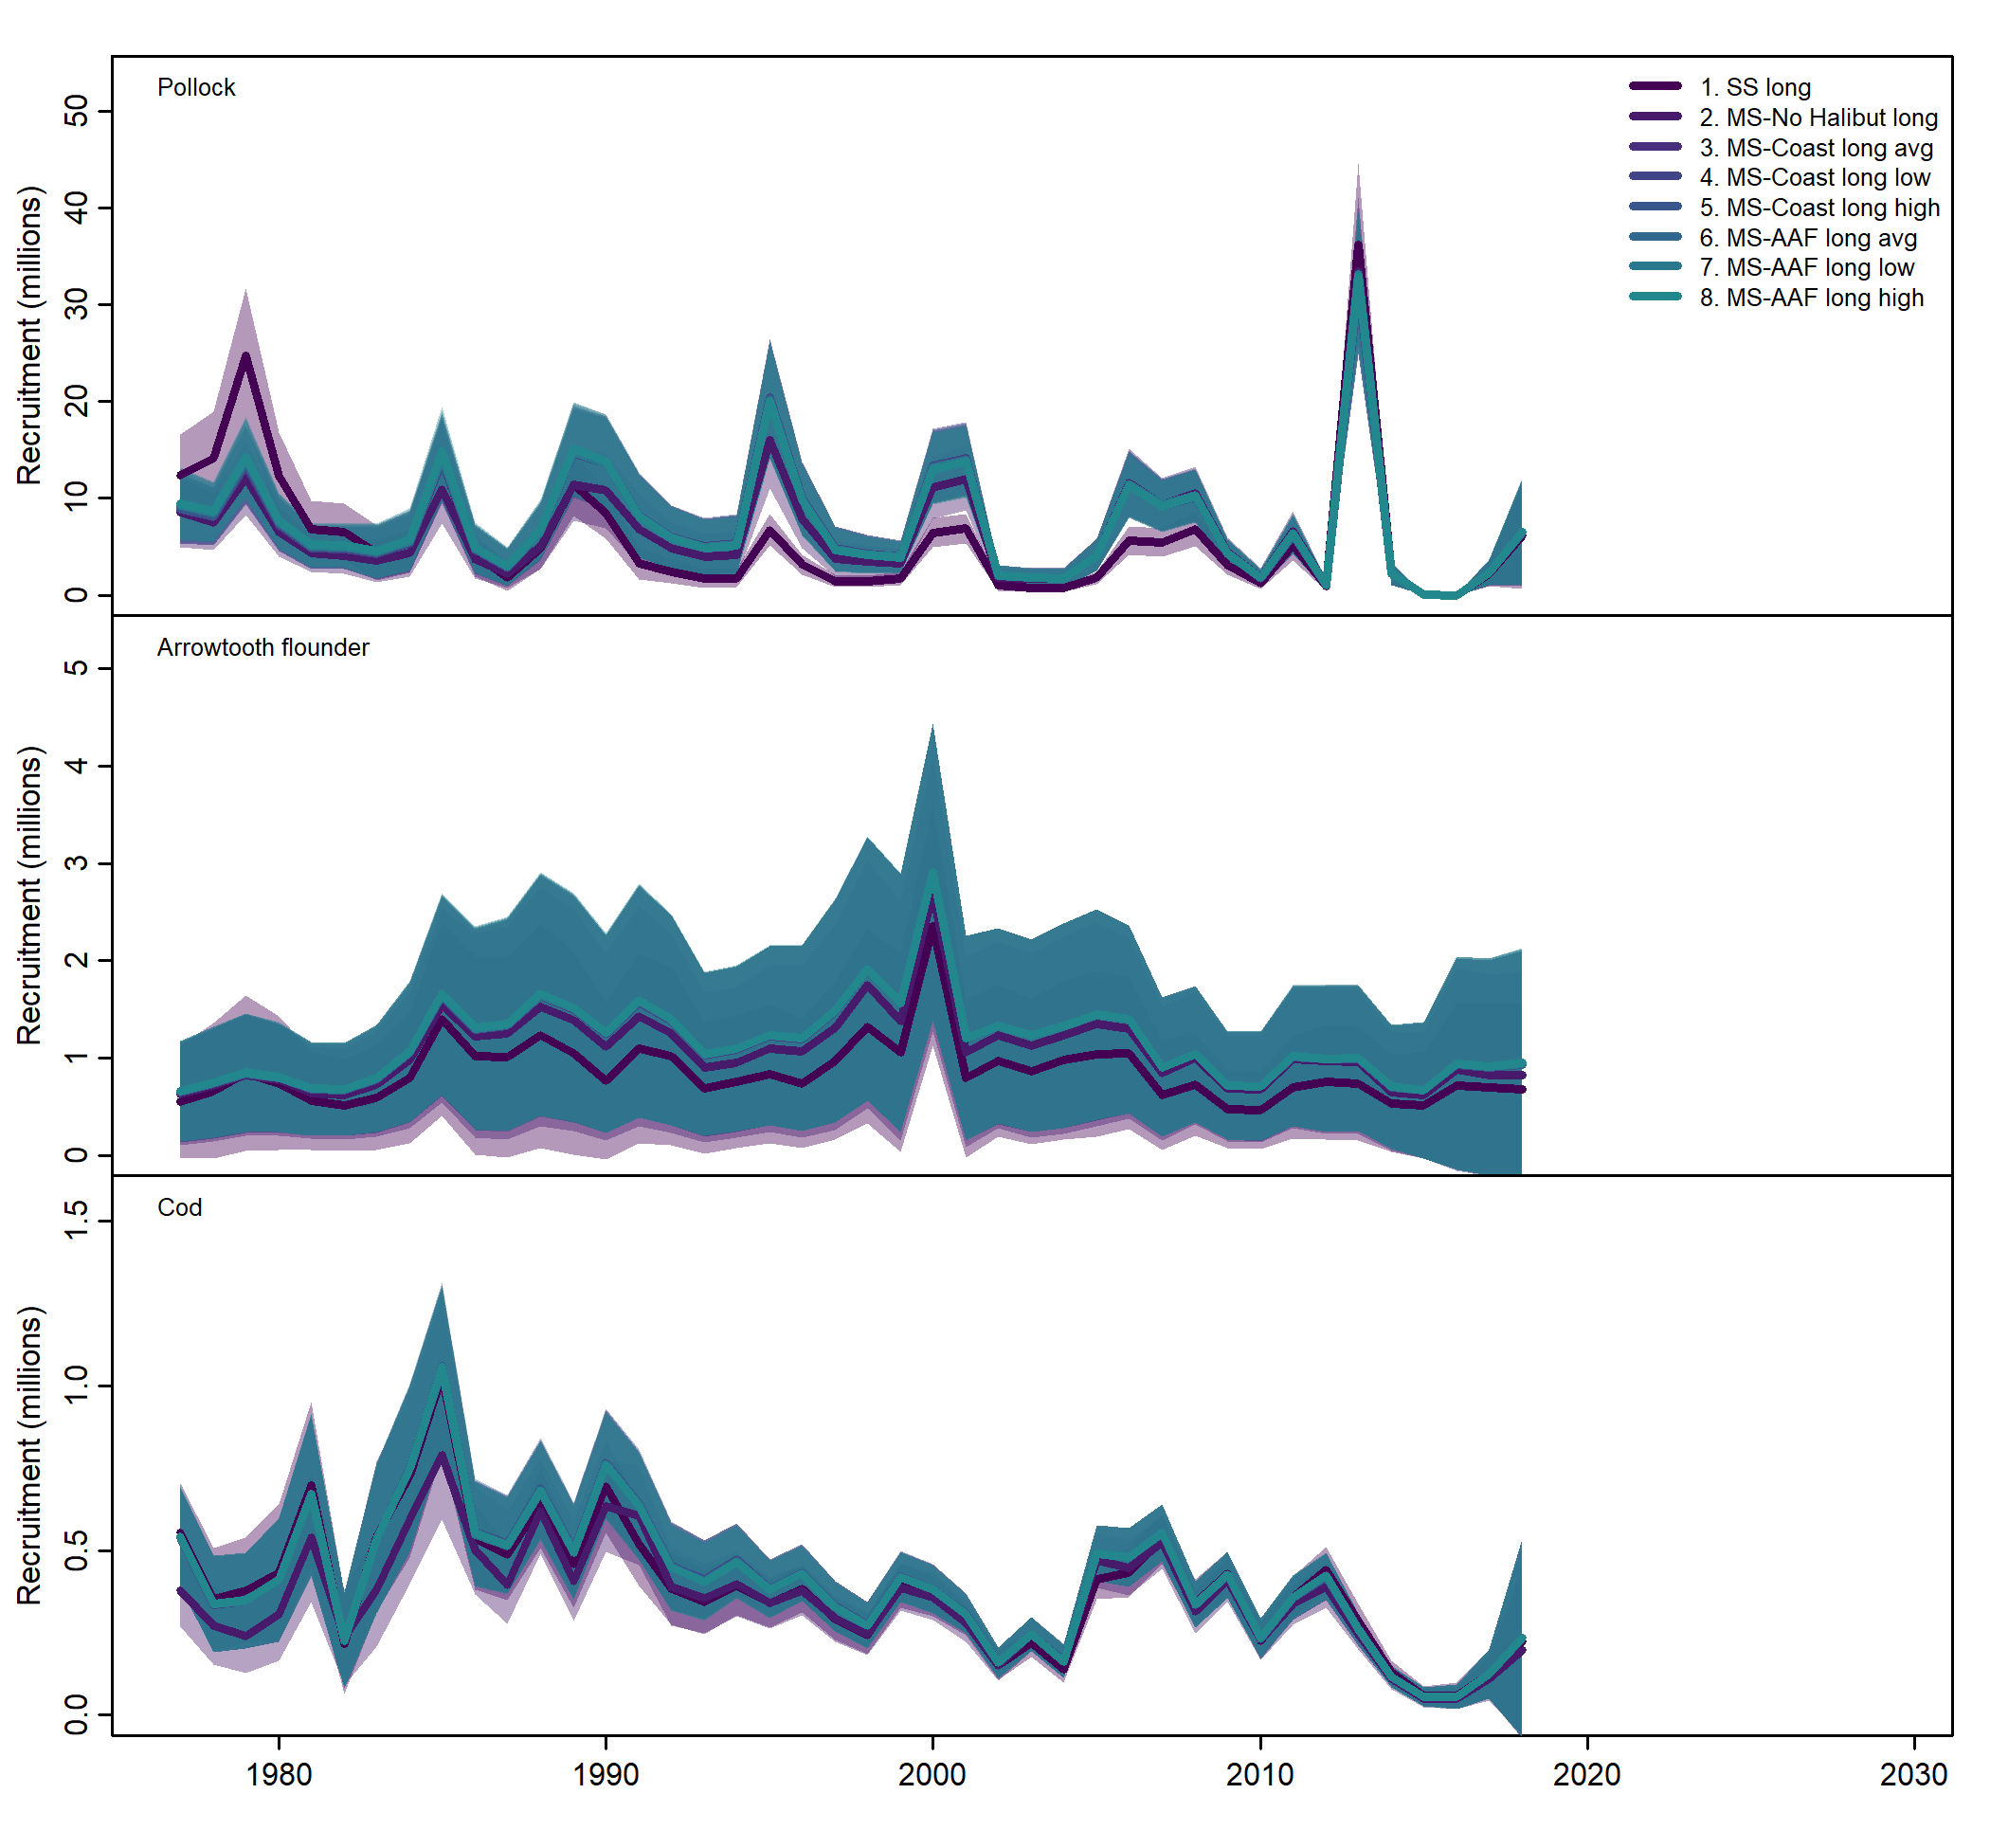 Pollock
1. SS long
2. MS-No Halibut long
3. MS-Coast long avg
4. MS-Coast long low
5. MS-Coast long high
6. MS-AAF long avg
7. MS-AAF long low
8. MS-AAF long high
Recruitment (millions)
50
40
30
20
10
0
Arrowtooth flounder
Recruitment (millions)
5
4
3
2
1
0
Cod
Recruitment (millions)
1.5
1.0
0.5
0.0
1980 1990 2000 2010 2020 2030